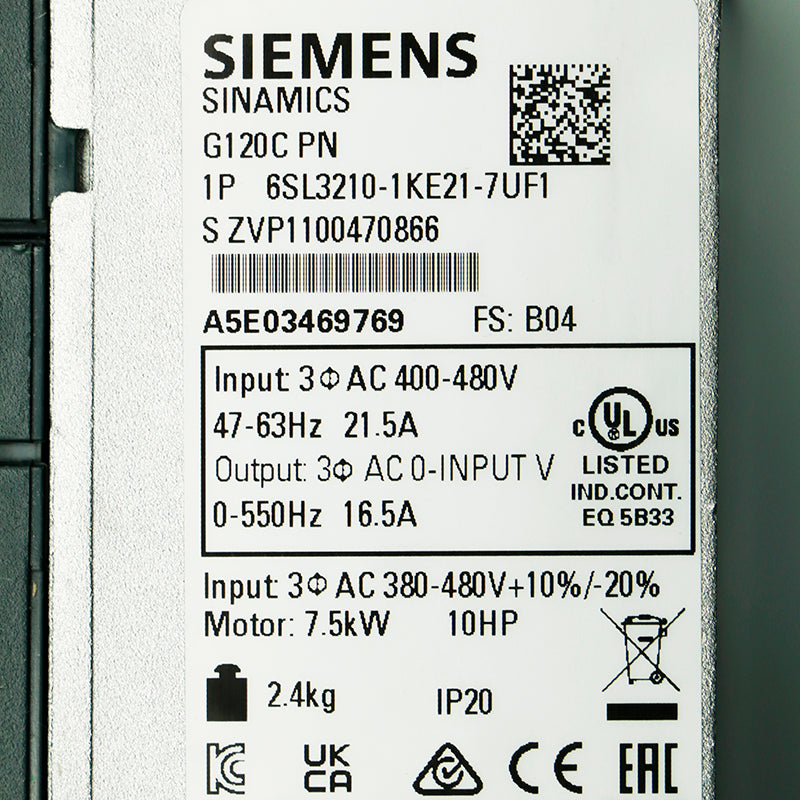 SIEMENS
SINAMICS
G120C PN
1P 6SL3210-1KE21-7UF1
S ZVP1100470866
A5E03469769 FS: B04
Input: 3Φ AC 400-480V
47-63Hz 21.5A
Output: 3Φ AC 0-INPUT V
0-550Hz 16.5A
c UL us
LISTED
IND.CONT.
EQ 5B33
Input: 3Φ AC 380-480V+10%/-20%
Motor: 7.5kW 10HP
2.4kg IP20
UK
CA
CE
EAC